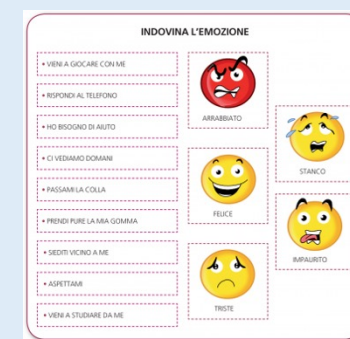 INDOVINA L'EMOZIONE
• VIENI A GIOCARE CON ME
• RISPONDI AL TELEFONO
• HO BISOGNO DI AIUTO
• CI VEDIAMO DOMANI
• PASSAMI LA COLLA
• PRENDI PURE LA MIA GOMMA
• SIEDITI VICINO A ME
• ASPETTAMI
• VIENI A STUDIARE DA ME
ARRABBIATO
STANCO
FELICE
IMPAURITO
TRISTE